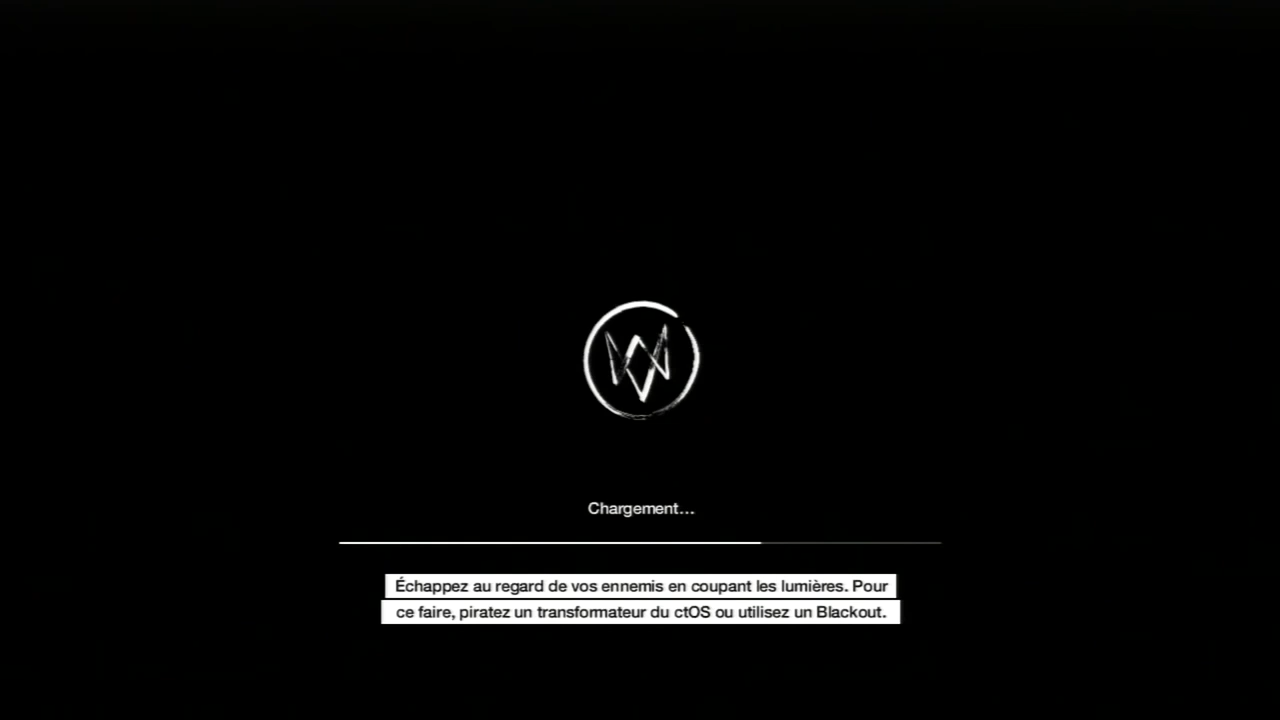 Chargement...
Échappez au regard de vos ennemis en coupant les lumières. Pour
ce faire, piratez un transformateur du ctOS ou utilisez un Blackout.